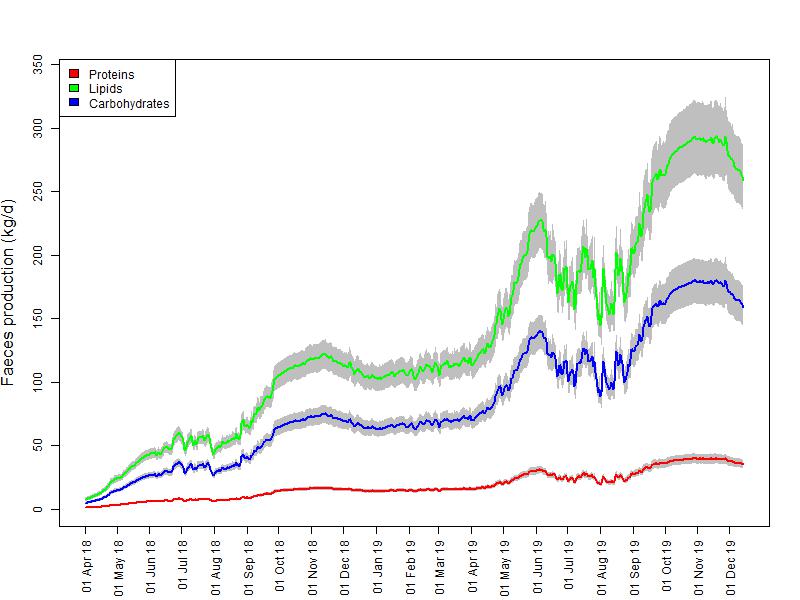 Proteins
Lipids
Carbohydrates
Faeces production (kg/d)
350
300
250
200
150
100
50
0
01 Apr 18
01 May 18
01 Jun 18
01 Jul 18
01 Aug 18
01 Sep 18
01 Oct 18
01 Nov 18
01 Dec 18
01 Jan 19
01 Feb 19
01 Mar 19
01 Apr 19
01 May 19
01 Jun 19
01 Jul 19
01 Aug 19
01 Sep 19
01 Oct 19
01 Nov 19
01 Dec 19